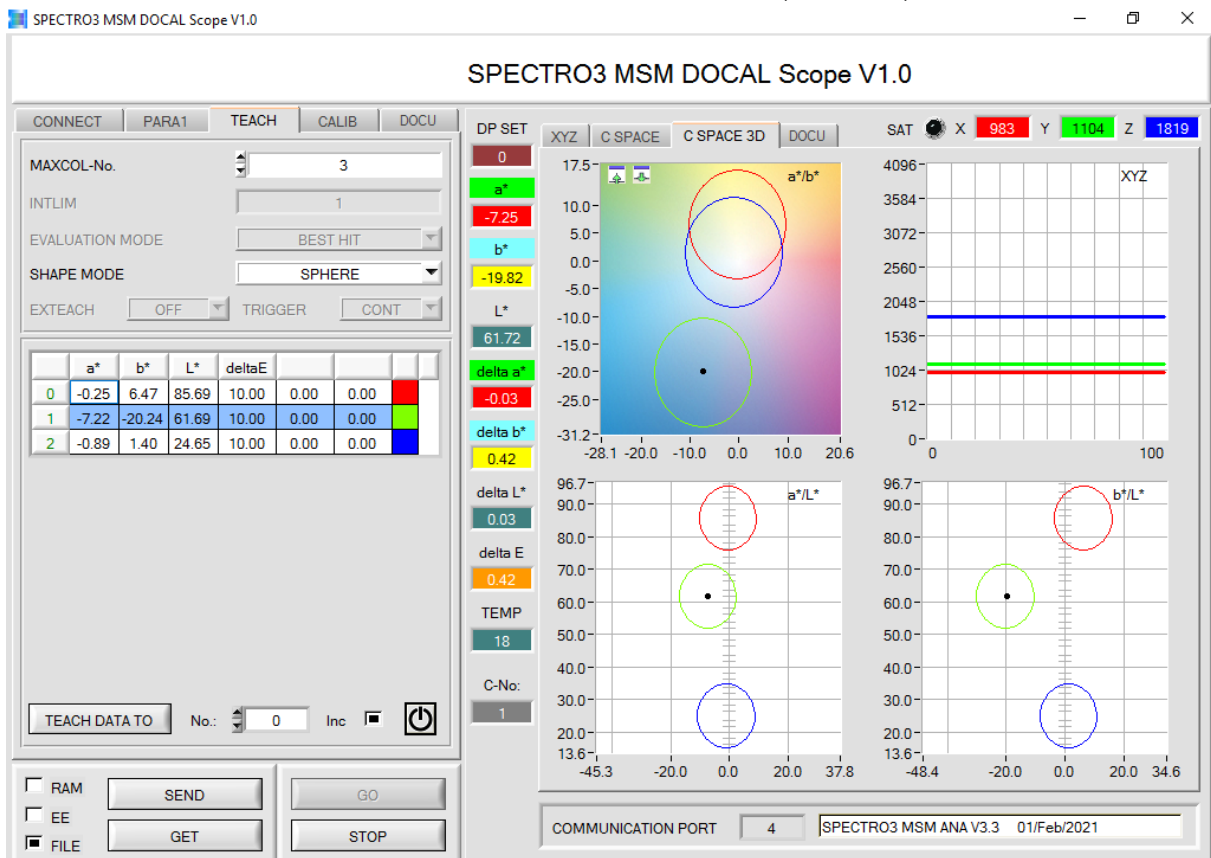 SPECTRO3 MSM DOCAL Scope V1.0
SPECTRO3 MSM DOCAL Scope V1.0
CONNECT PARA1 TEACH CALIB DOCU
MAXCOL-No. 3
INTLIM 1
EVALUATION MODE BEST HIT
SHAPE MODE SPHERE
EXTEACH OFF TRIGGER CONT
a* b* L* deltaE
0 -0.25 6.47 85.69 10.00 0.00 0.00
1 -7.22 -20.24 61.69 10.00 0.00 0.00
2 -0.89 1.40 24.65 10.00 0.00 0.00
TEACH DATA TO No.: 0 Inc
RAM
EE
FILE
SEND
GET
GO
STOP
DP SET
0
a*
-7.25
b*
-19.82
L*
61.72
delta a*
-0.03
delta b*
0.42
delta L*
0.03
delta E
0.42
TEMP
18
C-No:
1
XYZ C SPACE C SPACE 3D DOCU
SAT X 983 Y 1104 Z 1819
a*/b*
17.5
10.0
5.0
0.0
-5.0
-10.0
-15.0
-20.0
-25.0
-31.2
-28.1 -20.0 -10.0 0.0 10.0 20.6
XYZ
4096
3584
3072
2560
2048
1536
1024
512
0
0 100
a*/L*
96.7
90.0
80.0
70.0
60.0
50.0
40.0
30.0
20.0
13.6
-45.3 -20.0 0.0 20.0 37.8
b*/L*
96.7
90.0
80.0
70.0
60.0
50.0
40.0
30.0
20.0
13.6
-48.4 -20.0 0.0 20.0 34.6
COMMUNICATION PORT 4 SPECTRO3 MSM ANA V3.3 01/Feb/2021